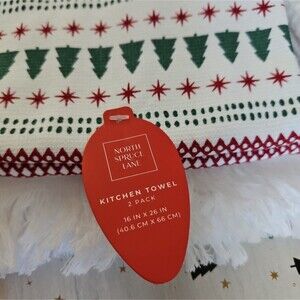 NORTH
SPRUCE
LANE
KITCHEN TOWEL
2 PACK
16 IN X 26 IN
(40.6 CM X 66 CM)